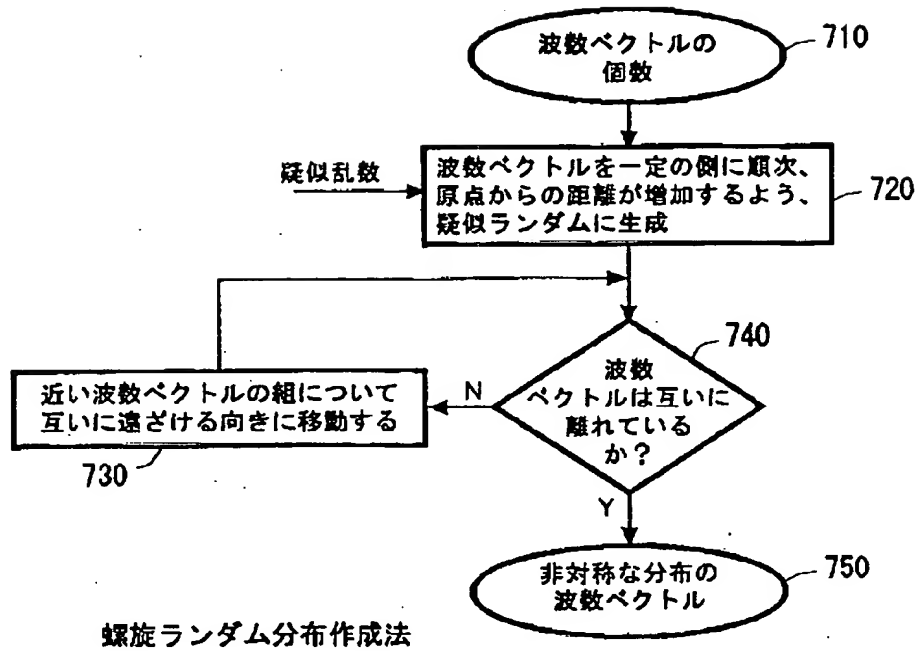 波数ベクトルの
個数
710
疑似乱数
波数ベクトルを一定の側に順次、
原点からの距離が増加するよう、
疑似ランダムに生成
720
740
波数
ベクトルは互いに
離れている
か？
N
近い波数ベクトルの組について
互いに遠ざける向きに移動する
730
Y
非対称な分布の
波数ベクトル
750
螺旋ランダム分布作成法